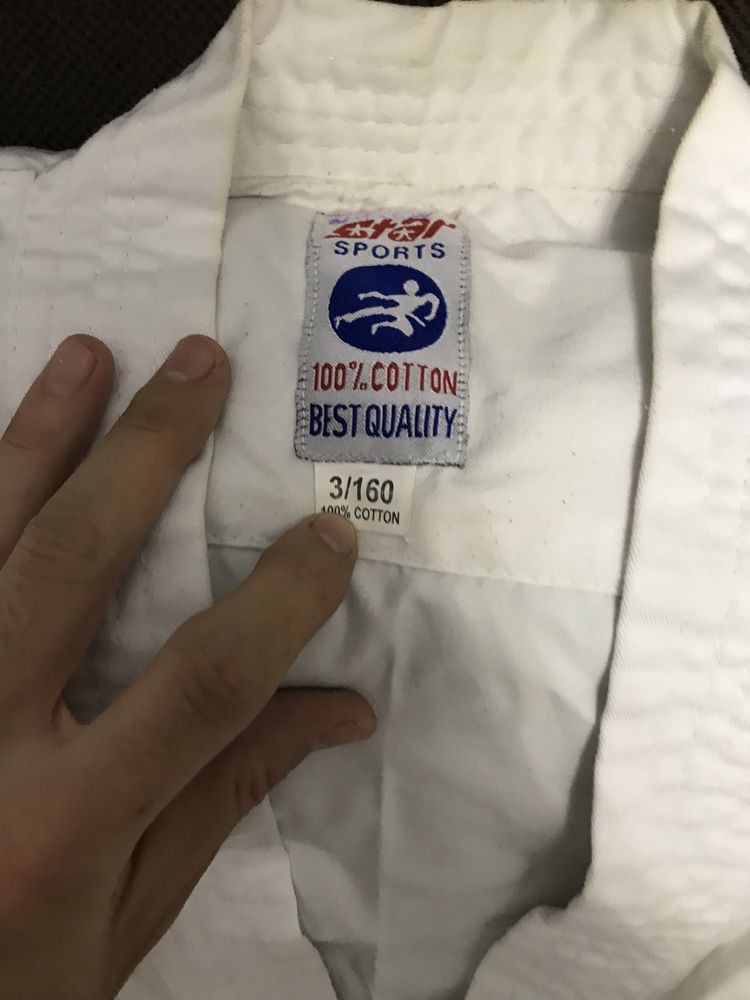 Star
SPORTS
100% COTTON
BEST QUALITY
3/160
100% COTTON